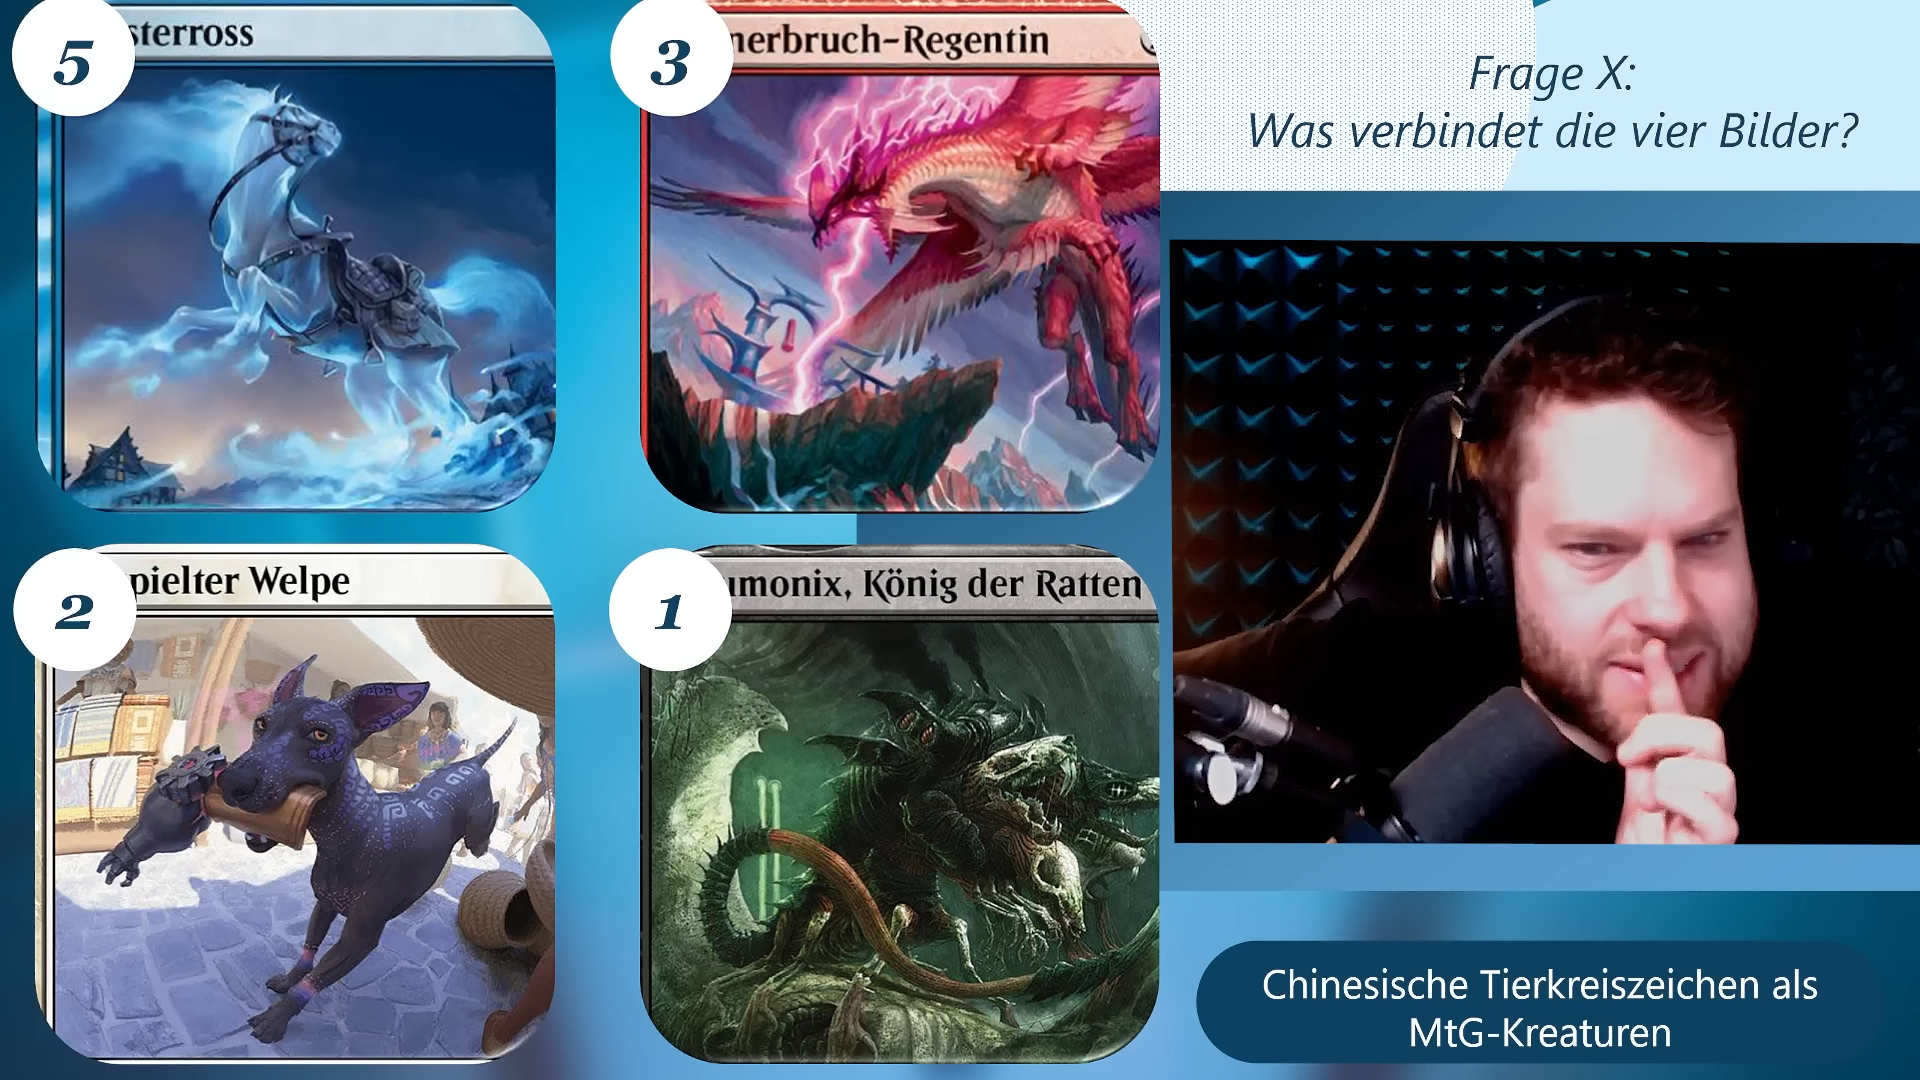 5
sterross
3
nerbruch-Regentin
Frage X:
Was verbindet die vier Bilder?
2
pielter Welpe
1
umonix, König der Ratten
Chinesische Tierkreiszeichen als
MtG-Kreaturen